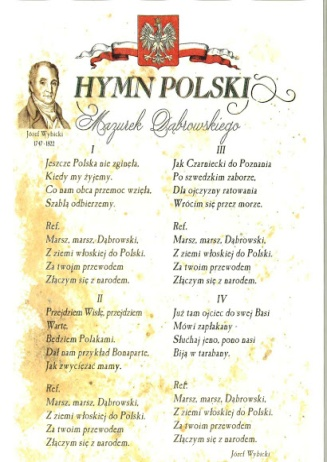 HYMN POLSKI
Mazurek Dąbrowskiego
Józef Wybicki
1747-1822
I
Jeszcze Polska nie zginęła,
Kiedy my żyjemy.
Co nam obca przemoc wzięła,
Szablą odbierzemy.
Ref.
Marsz, marsz, Dąbrowski,
Z ziemi włoskiej do Polski.
Za twoim przewodem
Złączym się z narodem.
II
Przejdziem Wisłę, przejdziem
Wartę,
Będziem Polakami.
Dał nam przykład Bonaparte,
Jak zwyciężać mamy.
Ref.
Marsz, marsz, Dąbrowski,
Z ziemi włoskiej do Polski.
Za twoim przewodem
Złączym się z narodem.
III
Jak Czarniecki do Poznania
Po szwedzkim zaborze,
Dla ojczyzny ratowania
Wrócim się przez morze.
Ref.
Marsz, marsz, Dąbrowski,
Z ziemi włoskiej do Polski.
Za twoim przewodem
Złączym się z narodem.
IV
Już tam ojciec do swej Basi
Mówi zapłakany -
Słuchaj jeno, pono nasi
Biją w tarabany.
Ref.
Marsz, marsz, Dąbrowski,
Z ziemi włoskiej do Polski.
Za twoim przewodem
Złączym się z narodem.
Józef Wybicki